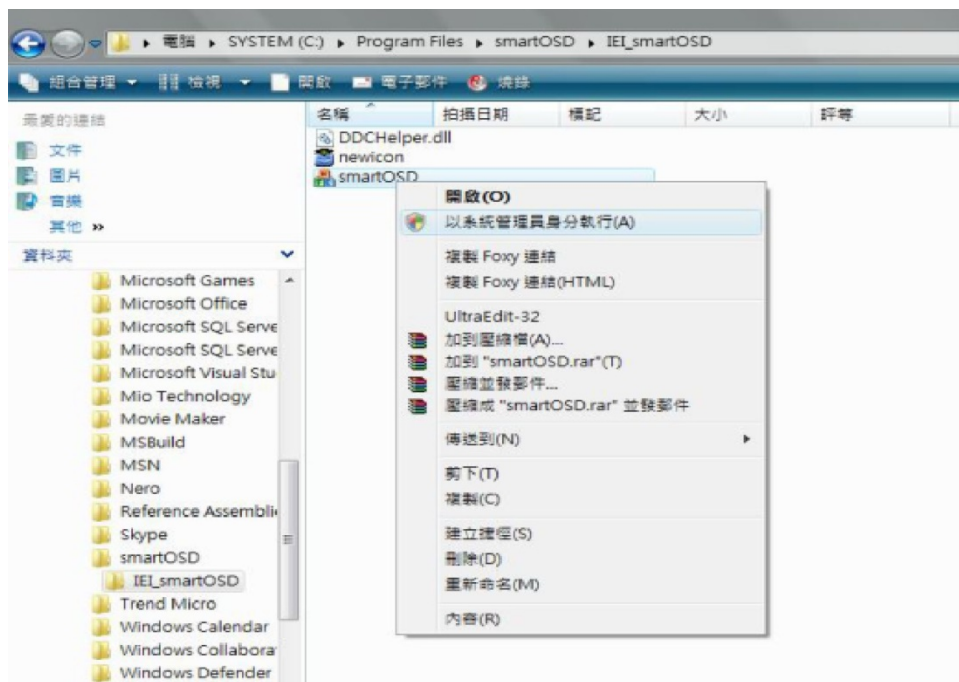 電腦 ▸ SYSTEM (C:) ▸ Program Files ▸ smartOSD ▸ IEI_smartOSD
組合管理 檢視 開啟 電子郵件 燒錄
最愛的連結
文件
圖片
音樂
其他 »
資料夾
Microsoft Games
Microsoft Office
Microsoft SQL Serve
Microsoft SQL Serve
Microsoft Visual Stu
Mio Technology
Movie Maker
MSBuild
MSN
Nero
Reference Assembli
Skype
smartOSD
IEI_smartOSD
Trend Micro
Windows Calendar
Windows Collabora
Windows Defender
名稱 拍攝日期 標記 大小 評等
DDCHelper.dll
newicon
smartOSD
開啟(O)
以系統管理員身分執行(A)
複製 Foxy 連結
複製 Foxy 連結(HTML)
UltraEdit-32
加到壓縮檔(A)...
加到 "smartOSD.rar"(T)
壓縮並發郵件...
壓縮成 "smartOSD.rar" 並發郵件
傳送到(N)
剪下(T)
複製(C)
建立捷徑(S)
刪除(D)
重新命名(M)
內容(R)